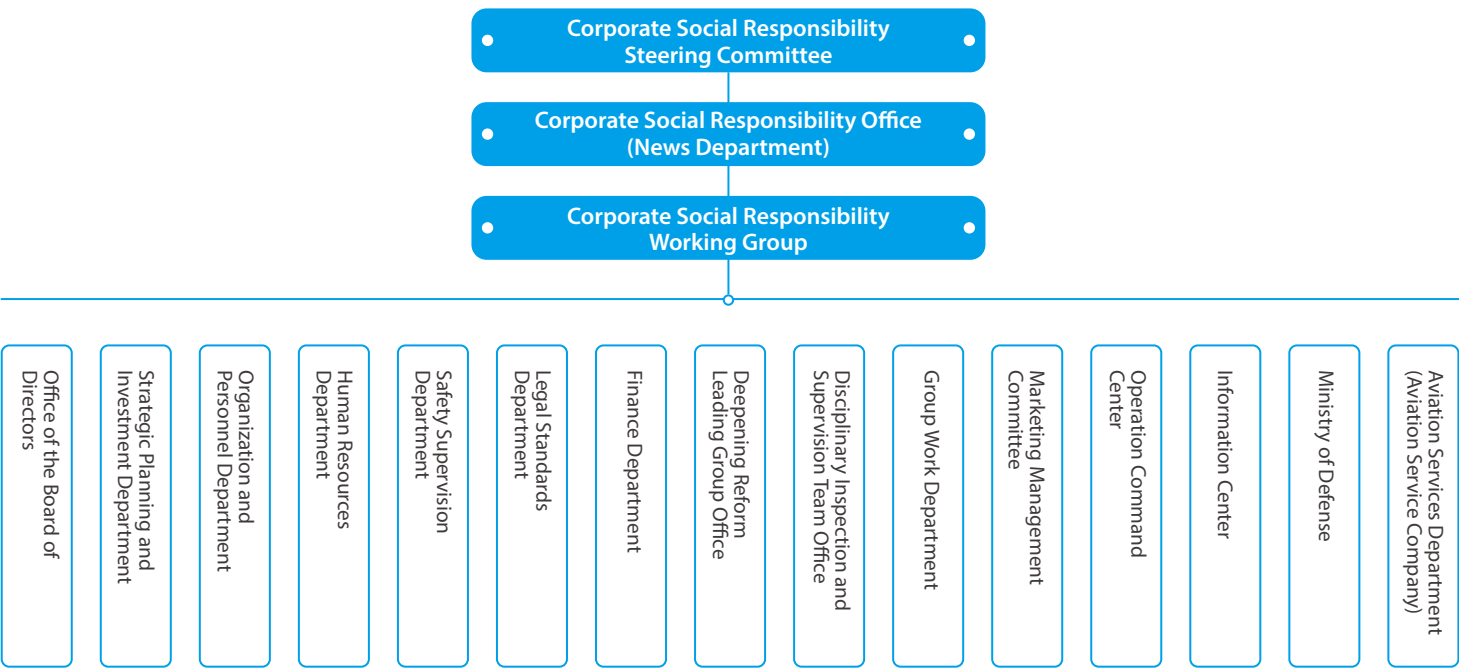 Corporate Social Responsibility
Steering Committee
Corporate Social Responsibility Office
(News Department)
Corporate Social Responsibility
Working Group
Office of the Board of
Directors
Strategic Planning and
Investment Department
Organization and
Personnel Department
Human Resources
Department
Safety Supervision
Department
Legal Standards
Department
Finance Department
Deepening Reform
Leading Group Office
Disciplinary Inspection and
Supervision Team Office
Group Work Department
Marketing Management
Committee
Operation Command
Center
Information Center
Ministry of Defense
Aviation Services Department
(Aviation Service Company)